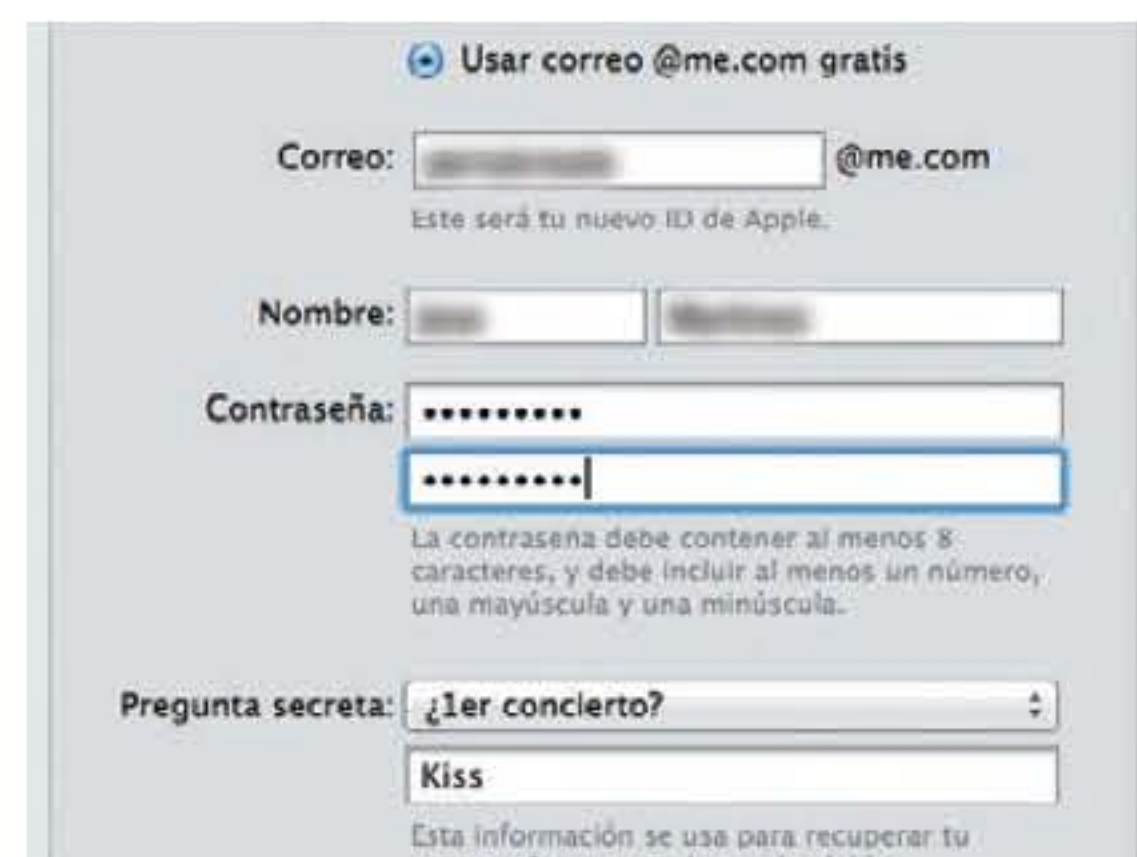 Usar correo @me.com gratis
Correo: @me.com
Este será tu nuevo ID de Apple.
Nombre:
Contraseña: •••••••••
•••••••••
La contraseña debe contener al menos 8
caracteres, y debe incluir al menos un número,
una mayúscula y una minúscula.
Pregunta secreta: ¿1er concierto?
Kiss
Esta información se usa para recuperar tu